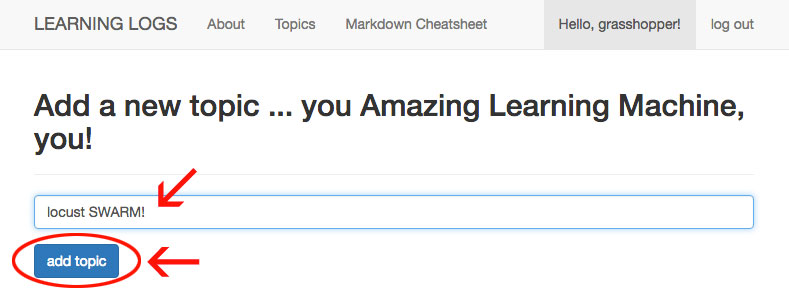 LEARNING LOGS About Topics Markdown Cheatsheet Hello, grasshopper! log out
Add a new topic ... you Amazing Learning Machine,
you!
locust SWARM!
add topic